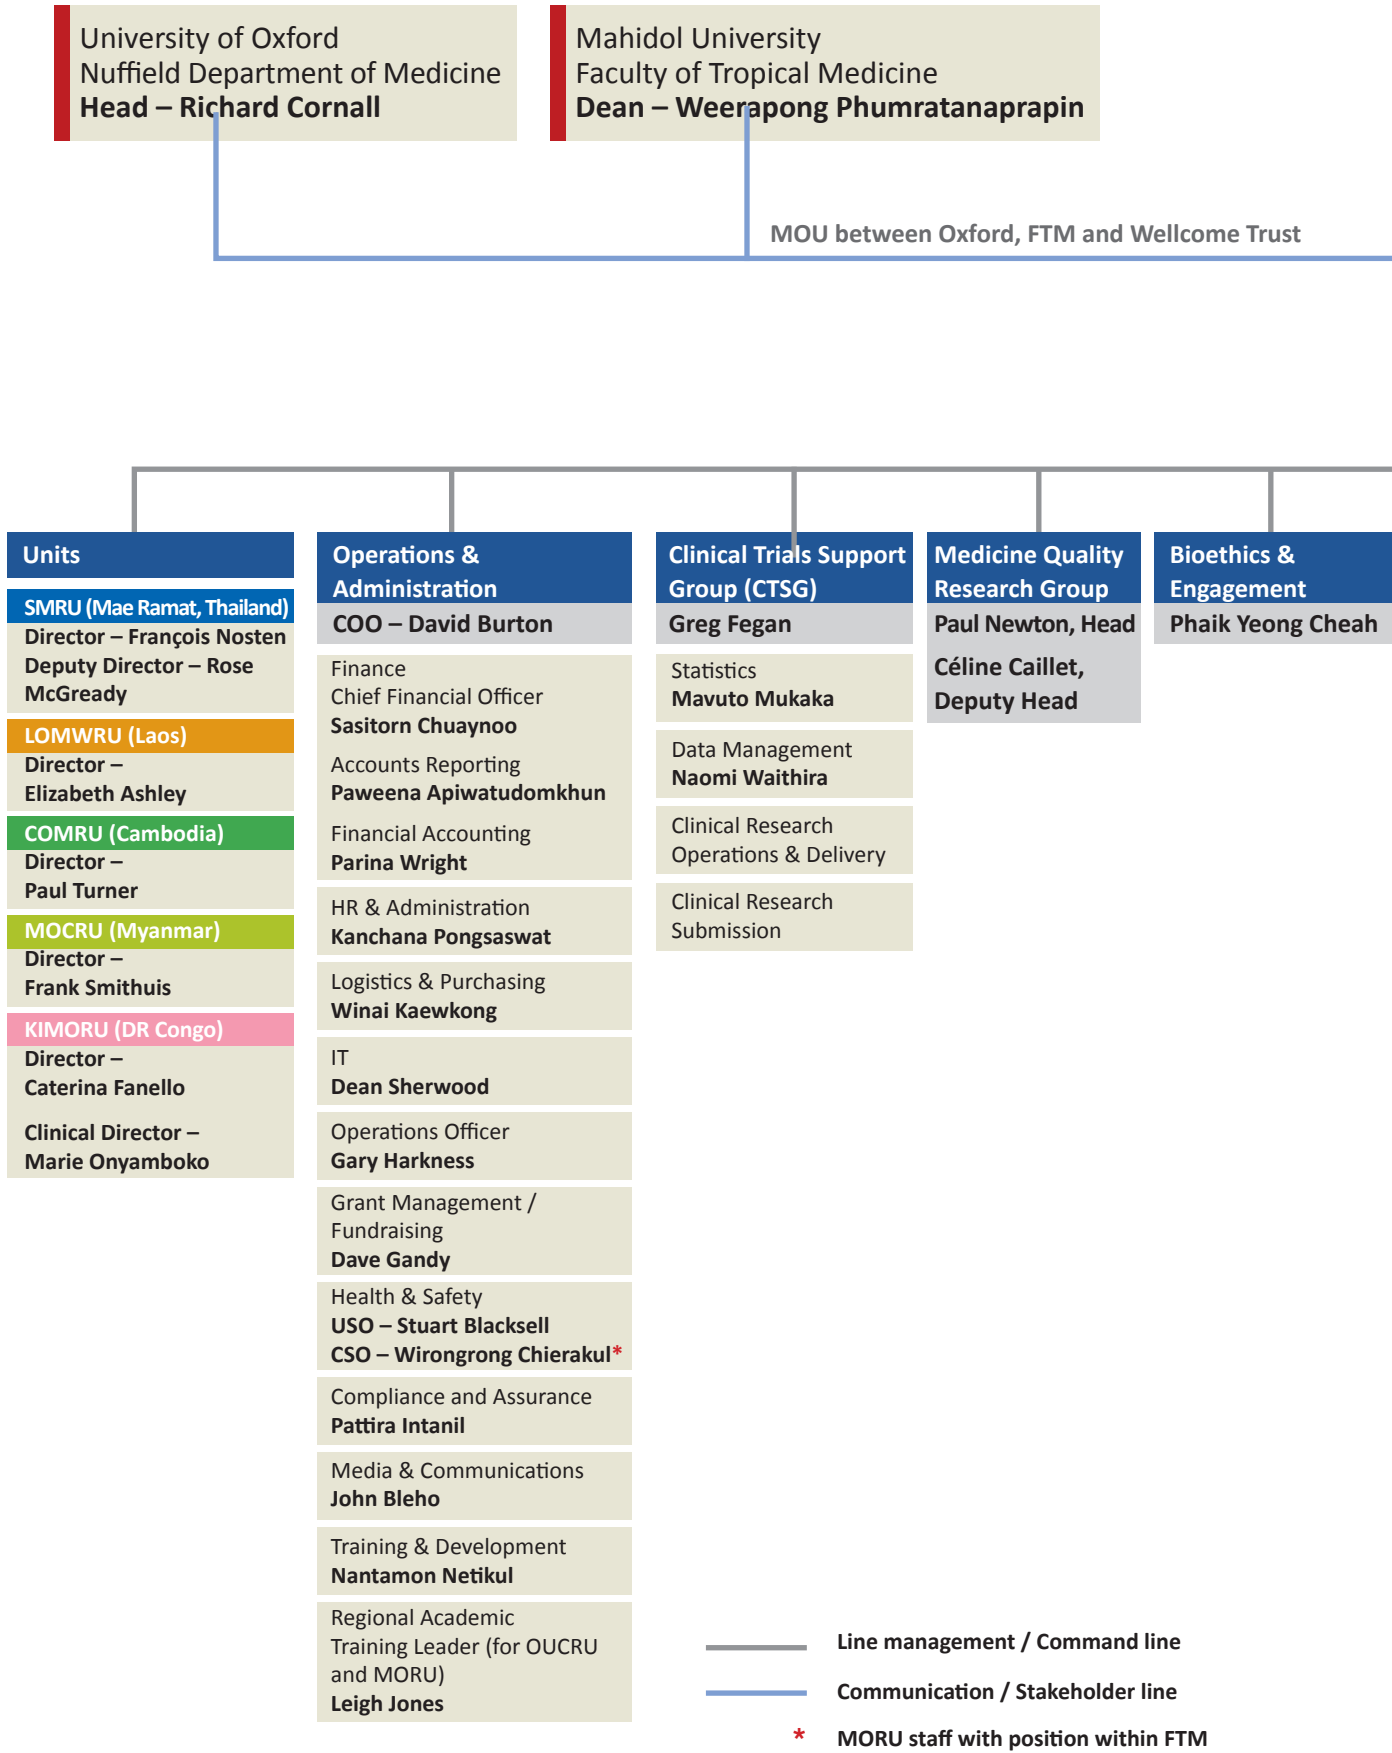 University of Oxford
Nuffield Department of Medicine
Head – Richard Cornall
Mahidol University
Faculty of Tropical Medicine
Dean – Weerapong Phumratanaprapin
MOU between Oxford, FTM and Wellcome Trust
Units
SMRU (Mae Ramat, Thailand)
Director – François Nosten
Deputy Director – Rose
McGready
LOMWRU (Laos)
Director –
Elizabeth Ashley
COMRU (Cambodia)
Director –
Paul Turner
MOCRU (Myanmar)
Director –
Frank Smithuis
KIMORU (DR Congo)
Director –
Caterina Fanello
Clinical Director –
Marie Onyamboko
Operations &
Administration
COO – David Burton
Finance
Chief Financial Officer
Sasitorn Chuaynoo
Accounts Reporting
Paweena Apiwatudomkhun
Financial Accounting
Parina Wright
HR & Administration
Kanchana Pongsaswat
Logistics & Purchasing
Winai Kaewkong
IT
Dean Sherwood
Operations Officer
Gary Harkness
Grant Management /
Fundraising
Dave Gandy
Health & Safety
USO – Stuart Blacksell
CSO – Wirongrong Chierakul*
Compliance and Assurance
Pattira Intanil
Media & Communications
John Bleho
Training & Development
Nantamon Netikul
Regional Academic
Training Leader (for OUCRU
and MORU)
Leigh Jones
Clinical Trials Support
Group (CTSG)
Greg Fegan
Statistics
Mavuto Mukaka
Data Management
Naomi Waithira
Clinical Research
Operations & Delivery
Clinical Research
Submission
Medicine Quality
Research Group
Paul Newton, Head
Céline Caillet,
Deputy Head
Bioethics &
Engagement
Phaik Yeong Cheah
Line management / Command line
Communication / Stakeholder line
* MORU staff with position within FTM